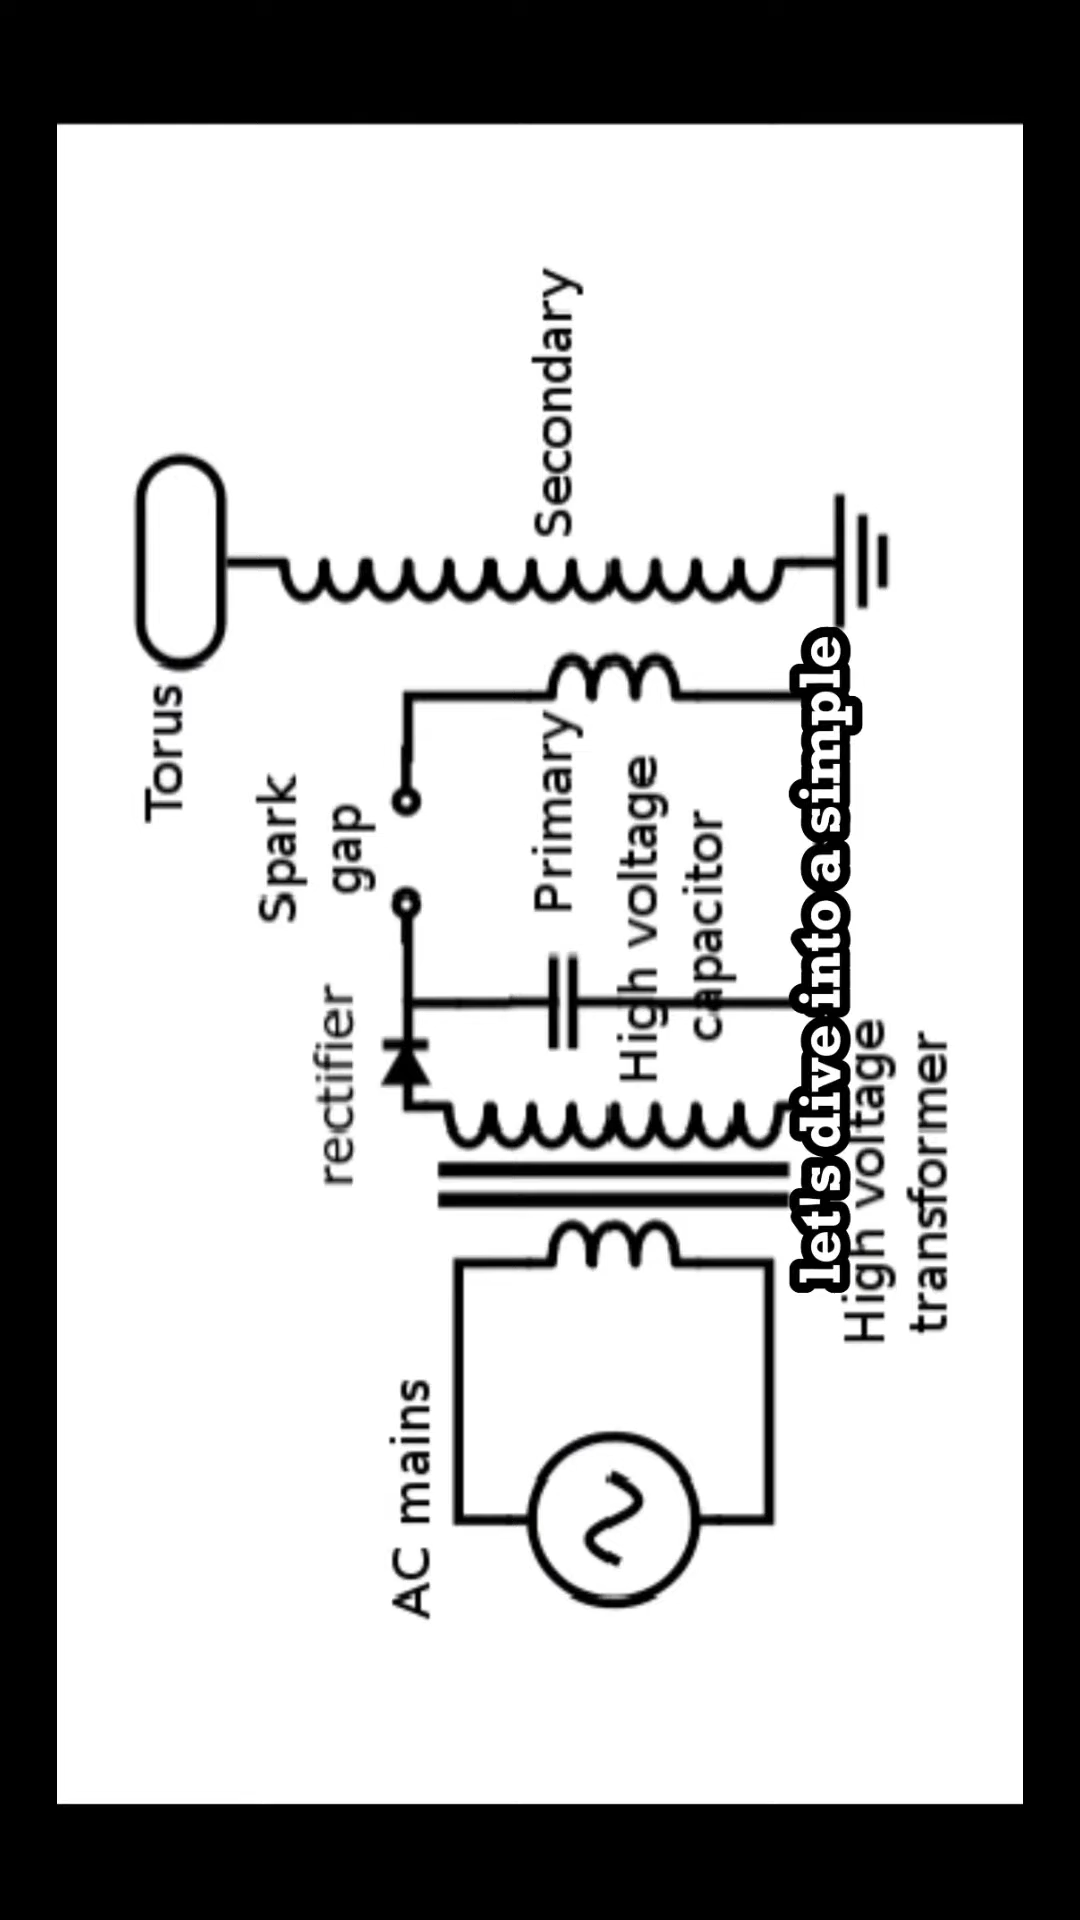 Torus
Spark
gap
rectifier
Secondary
Primary
High voltage
capacitor
AC mains
let's dive into a simple
High voltage
transformer